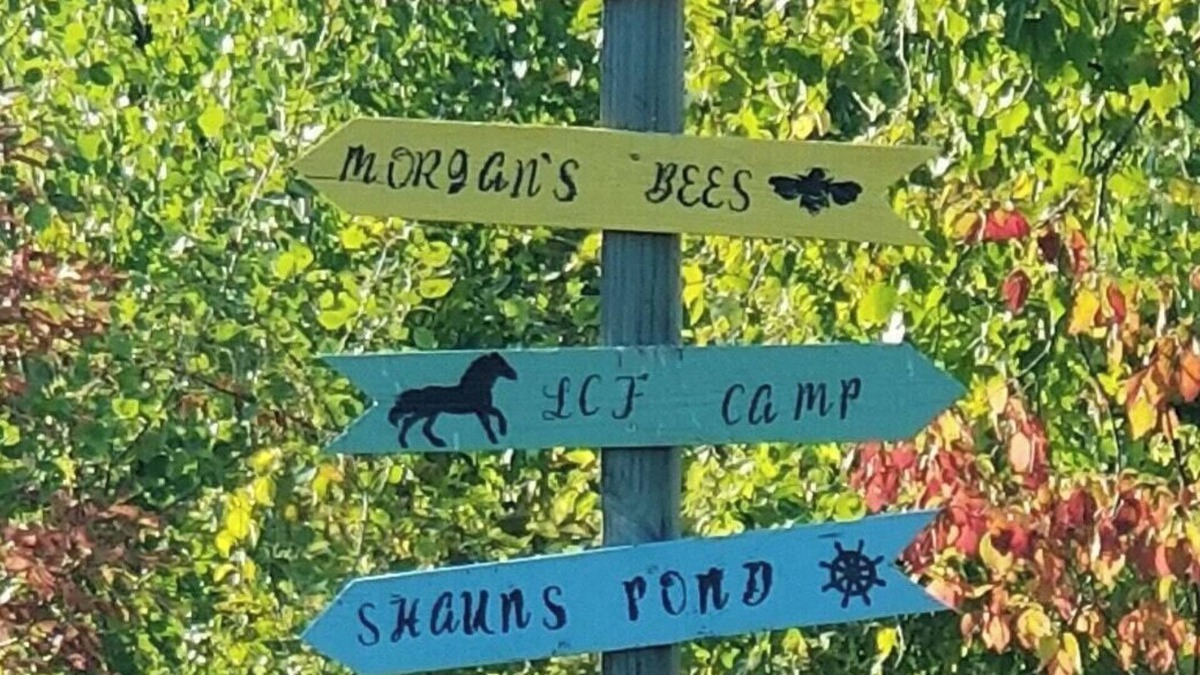 MORGAN'S BEES
LCF CAMP
SHAUNS POND